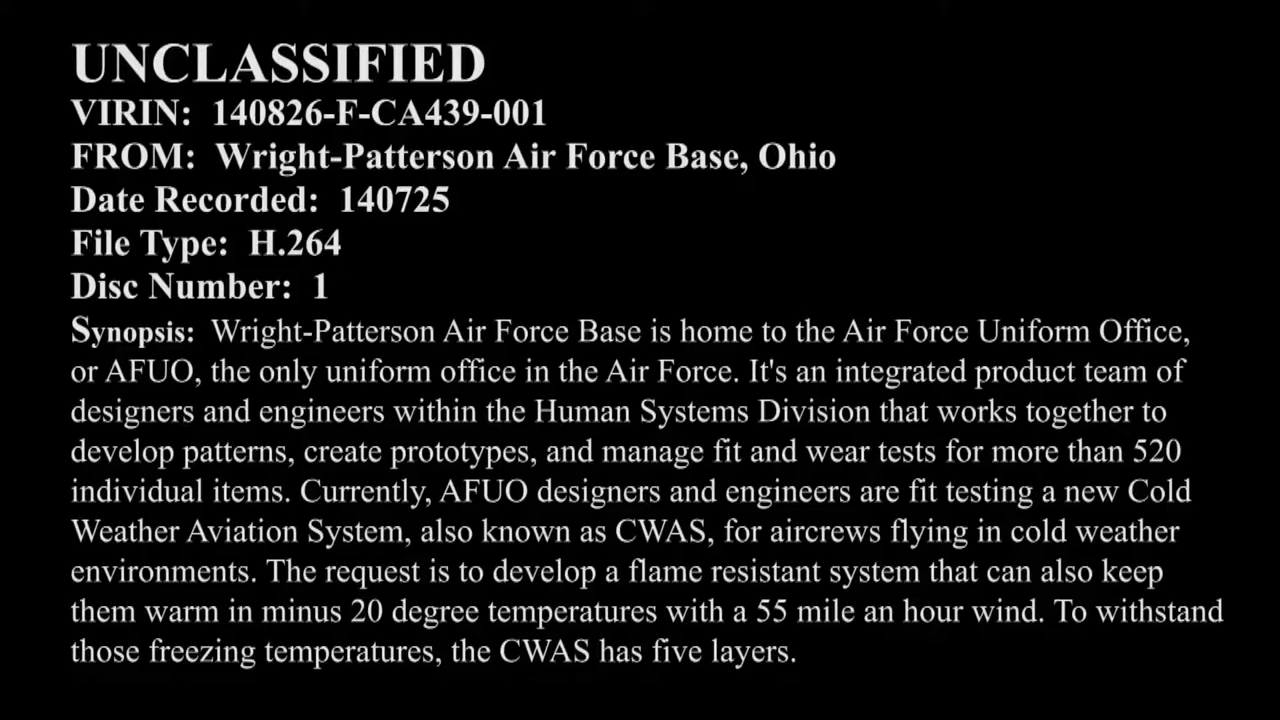 UNCLASSIFIED
VIRIN: 140826-F-CA439-001
FROM: Wright-Patterson Air Force Base, Ohio
Date Recorded: 140725
File Type: H.264
Disc Number: 1
Synopsis: Wright-Patterson Air Force Base is home to the Air Force Uniform Office,
or AFUO, the only uniform office in the Air Force. It's an integrated product team of
designers and engineers within the Human Systems Division that works together to
develop patterns, create prototypes, and manage fit and wear tests for more than 520
individual items. Currently, AFUO designers and engineers are fit testing a new Cold
Weather Aviation System, also known as CWAS, for aircrews flying in cold weather
environments. The request is to develop a flame resistant system that can also keep
them warm in minus 20 degree temperatures with a 55 mile an hour wind. To withstand
those freezing temperatures, the CWAS has five layers.